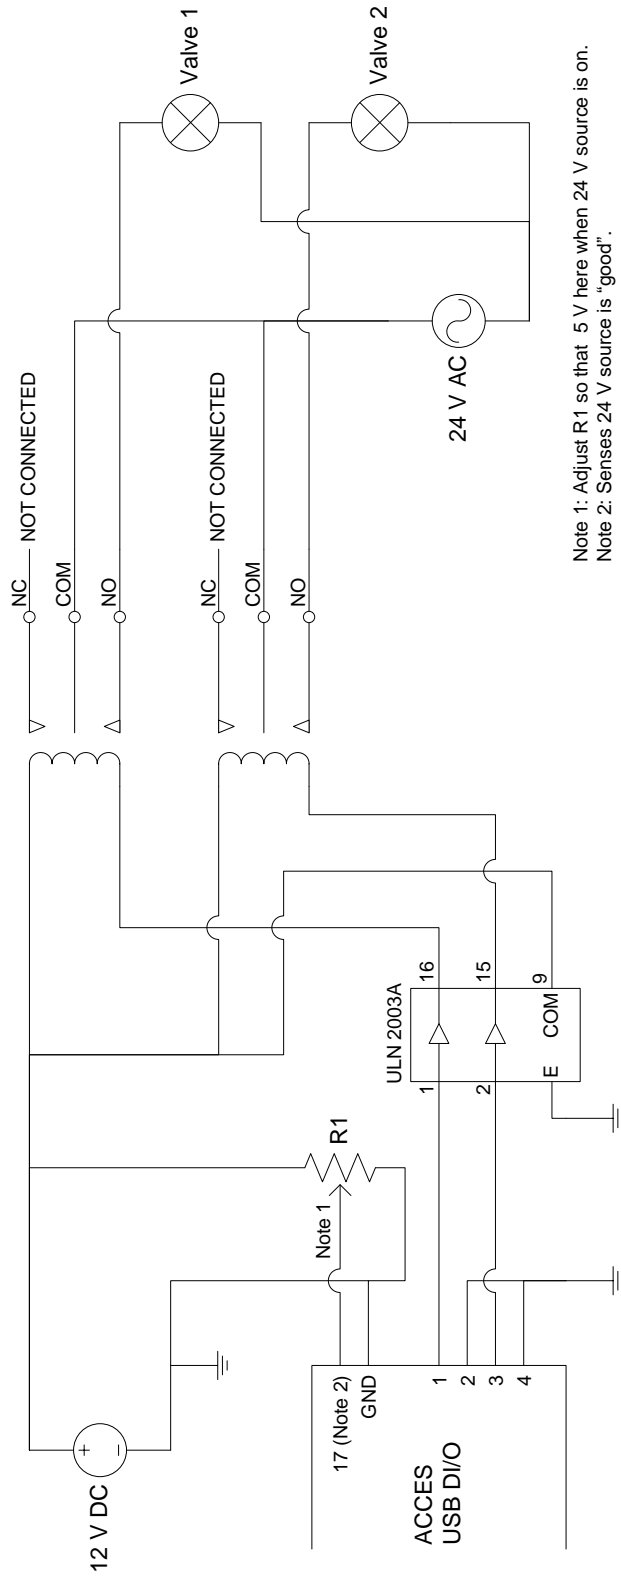 12 V DC
+
–
17 (Note 2)
GND
1
2
3
4
ACCES
USB DI/O
Note 1
R1
ULN 2003A
1
2
E
COM
16
15
9
NC
NOT CONNECTED
COM
NO
NC
NOT CONNECTED
COM
NO
24 V AC
Valve 1
Valve 2
Note 1: Adjust R1 so that 5 V here when 24 V source is on.
Note 2: Senses 24 V source is “good”.